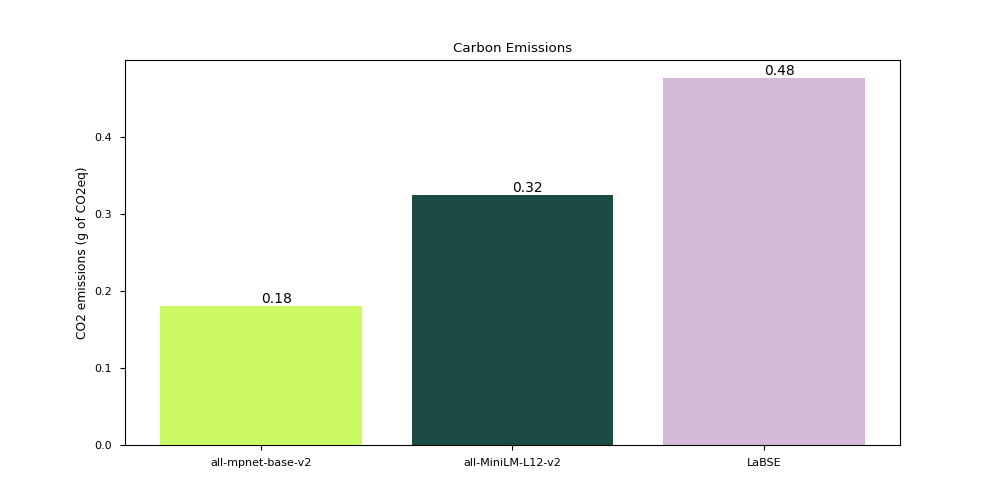 Carbon Emissions
CO2 emissions (g of CO2eq)
0.4
0.3
0.2
0.1
0.0
0.18
0.32
0.48
all-mpnet-base-v2
all-MiniLM-L12-v2
LaBSE